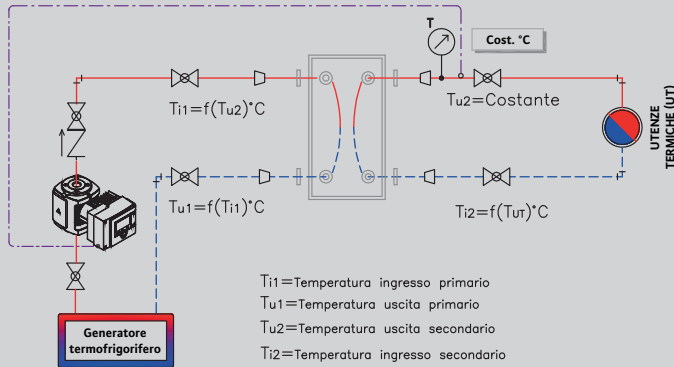 T
Cost. °C
Ti1=f(Tu2)°C
Tu2=Costante
UTENZE
TERMICHE (UT)
Tu1=f(Ti1)°C
Ti2=f(TUT)°C
Ti1=Temperatura ingresso primario
Tu1=Temperatura uscita primario
Tu2=Temperatura uscita secondario
Ti2=Temperatura ingresso secondario
Generatore
termofrigorifero